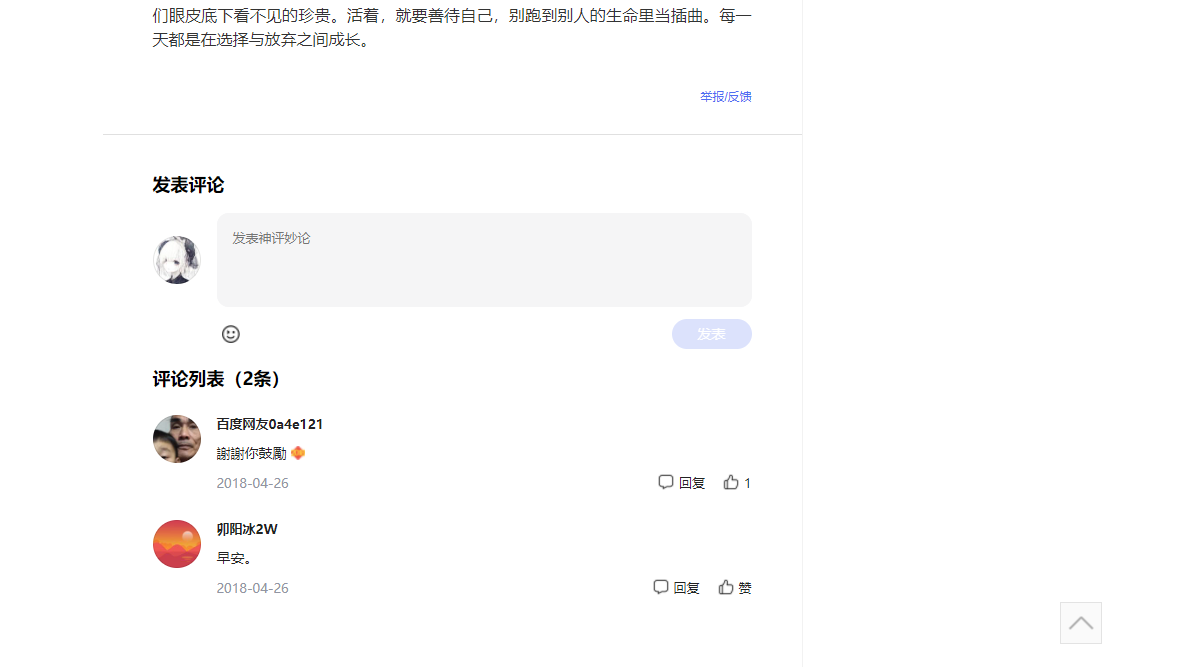 们眼皮底下看不见的珍贵。活着，就要善待自己，别跑到别人的生命里当插曲。每一
天都是在选择与放弃之间成长。
举报/反馈
发表评论
发表神评妙论
发表
评论列表（2条）
百度网友0a4e121
謝謝你鼓勵
2018-04-26
回复 1
卯阳冰2W
早安。
2018-04-26
回复 赞